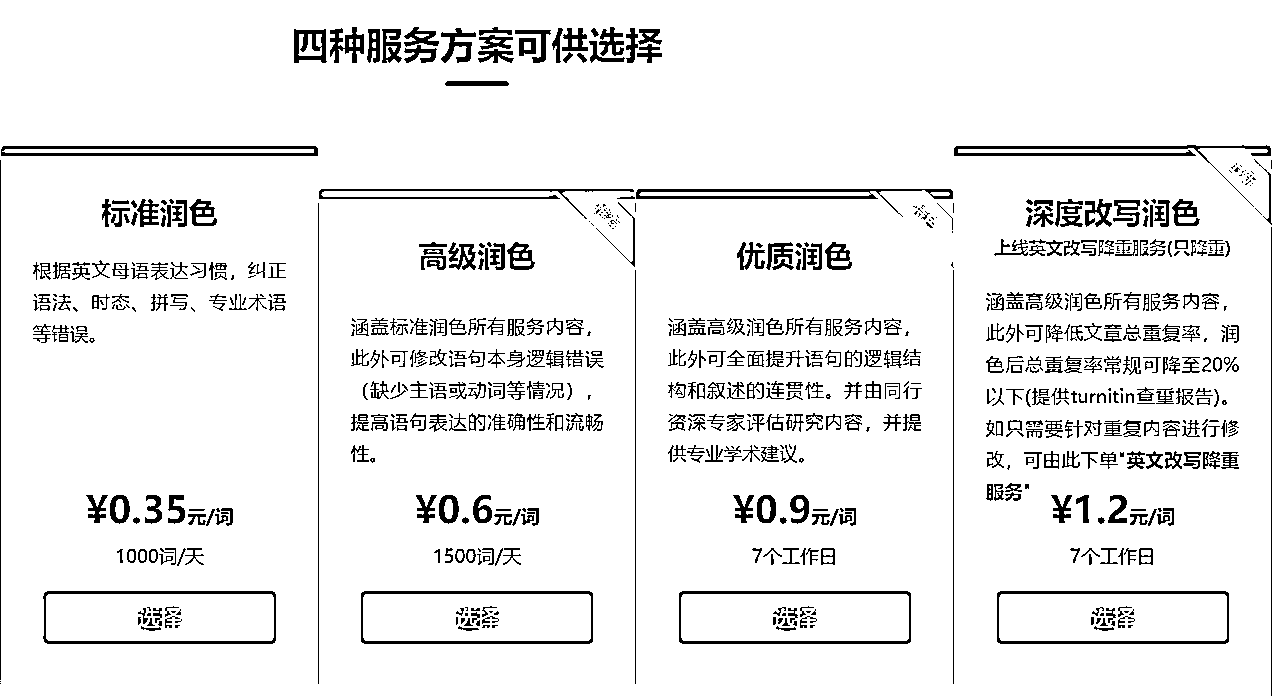 四种服务方案可供选择
标准润色
根据英文母语表达习惯，纠正
语法、时态、拼写、专业术语
等错误。
¥0.35元/词
1000词/天
选择
高级润色
涵盖标准润色所有服务内容，
此外可修改语句本身逻辑错误
（缺少主语或动词等情况），
提高语句表达的准确性和流畅
性。
¥0.6元/词
1500词/天
选择
优质润色
涵盖高级润色所有服务内容，
此外可全面提升语句的逻辑结
构和叙述的连贯性。并由同行
资深专家评估研究内容，并提
供专业学术建议。
¥0.9元/词
7个工作日
选择
深度改写润色
上线英文改写降重服务(只降重)
涵盖高级润色所有服务内容，
此外可降低文章总重复率，润
色后总重复率常规可降至20%
以下(提供turnitin查重报告)。
如只需要针对重复内容进行修
改，可由此下单"英文改写降重
服务"
¥1.2元/词
7个工作日
选择